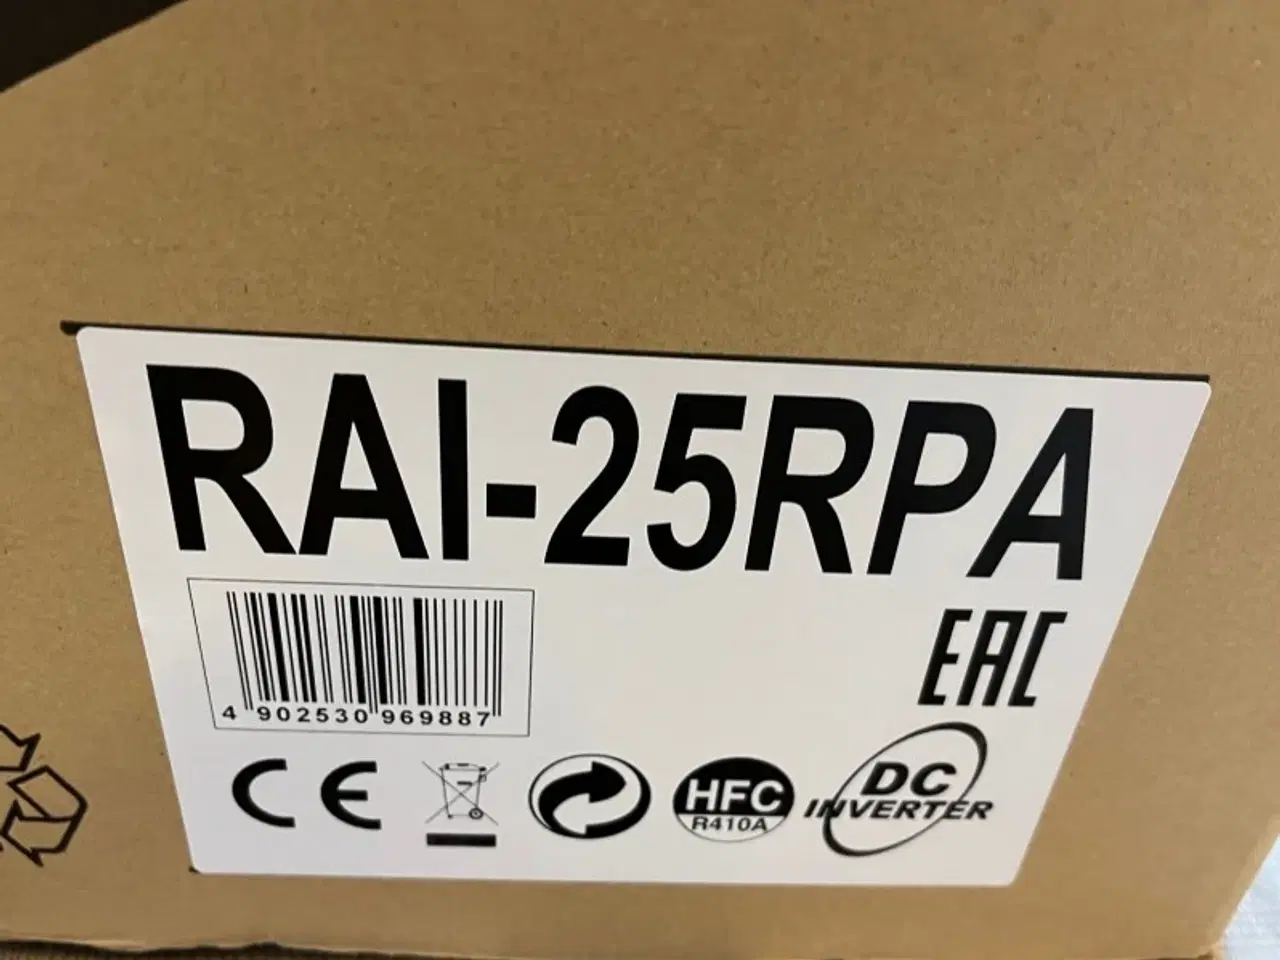 RAI-25RPA
EAC
4 902530 969887
CE
HFC
R410A
DC
INVERTER